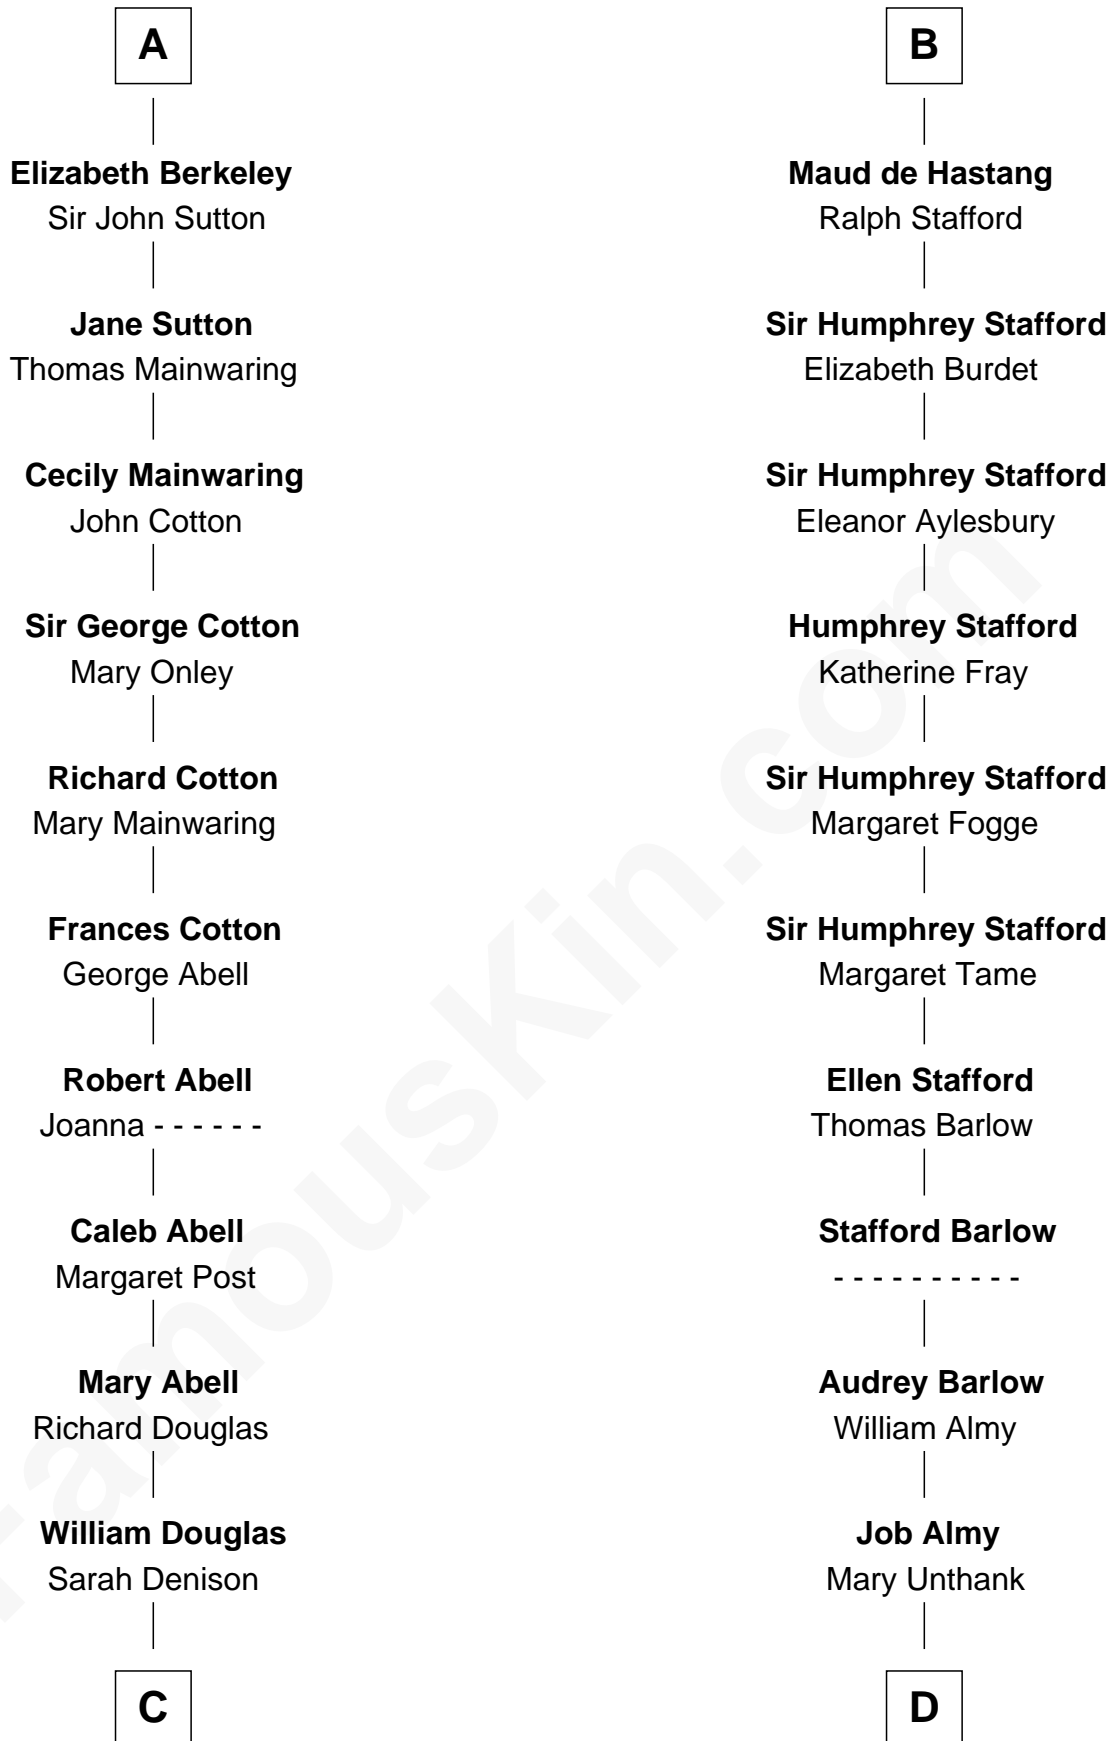 A
Elizabeth Berkeley
Sir John Sutton
Jane Sutton
Thomas Mainwaring
Cecily Mainwaring
John Cotton
Sir George Cotton
Mary Onley
Richard Cotton
Mary Mainwaring
Frances Cotton
George Abell
Robert Abell
Joanna - - - - - -
Caleb Abell
Margaret Post
Mary Abell
Richard Douglas
William Douglas
Sarah Denison
C
B
Maud de Hastang
Ralph Stafford
Sir Humphrey Stafford
Elizabeth Burdet
Sir Humphrey Stafford
Eleanor Aylesbury
Humphrey Stafford
Katherine Fray
Sir Humphrey Stafford
Margaret Fogge
Sir Humphrey Stafford
Margaret Tame
Ellen Stafford
Thomas Barlow
Stafford Barlow
- - - - - - - - - -
Audrey Barlow
William Almy
Job Almy
Mary Unthank
D
FamousKin.com